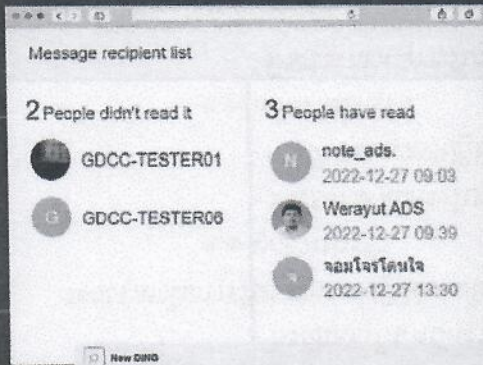 Message recipient list
2 People didn't read it
GDCC-TESTER01
G
GDCC-TESTER06
3 People have read
N
note_ads.
2022-12-27 09:03
Werayut ADS
2022-12-27 09:39
จอมโจรโดนใจ
2022-12-27 13:30
New DING